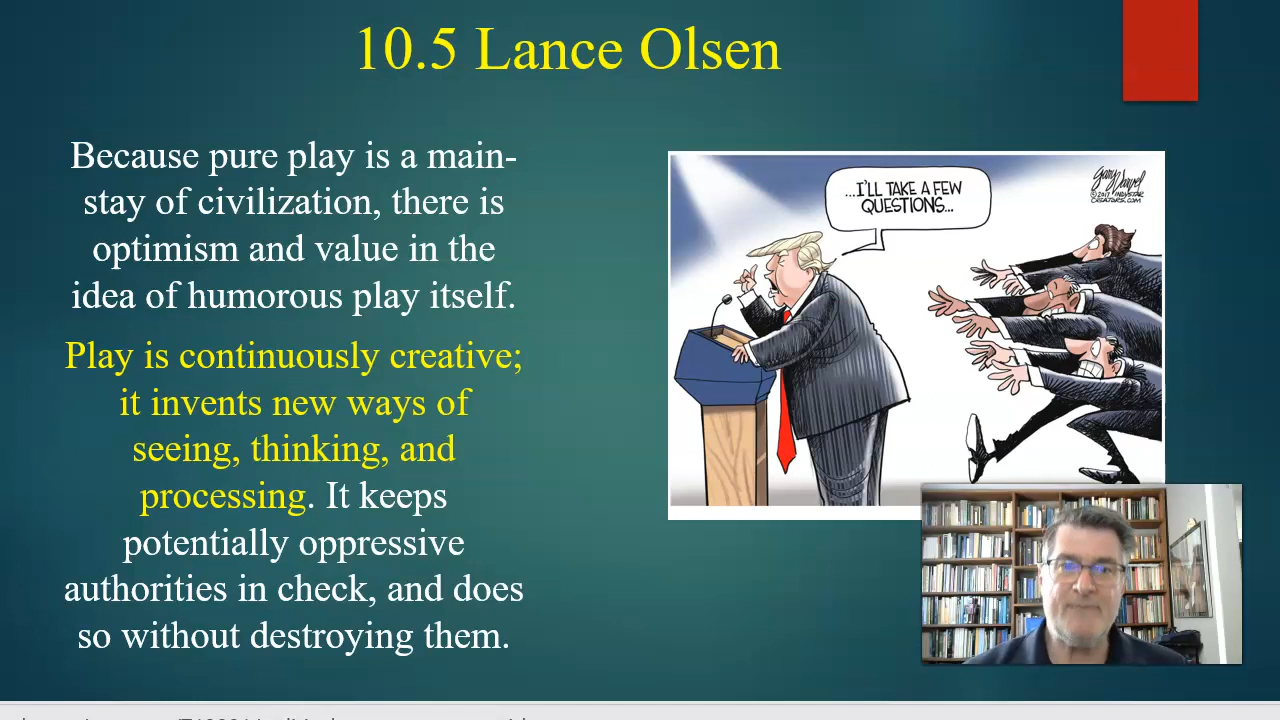 10.5 Lance Olsen
Because pure play is a main-
stay of civilization, there is
optimism and value in the
idea of humorous play itself.
Play is continuously creative;
it invents new ways of
seeing, thinking, and
processing. It keeps
potentially oppressive
authorities in check, and does
so without destroying them.
...I'LL TAKE A FEW
QUESTIONS...
Gary Varvel
© 2017 INDYSTAR
CREATORS.COM